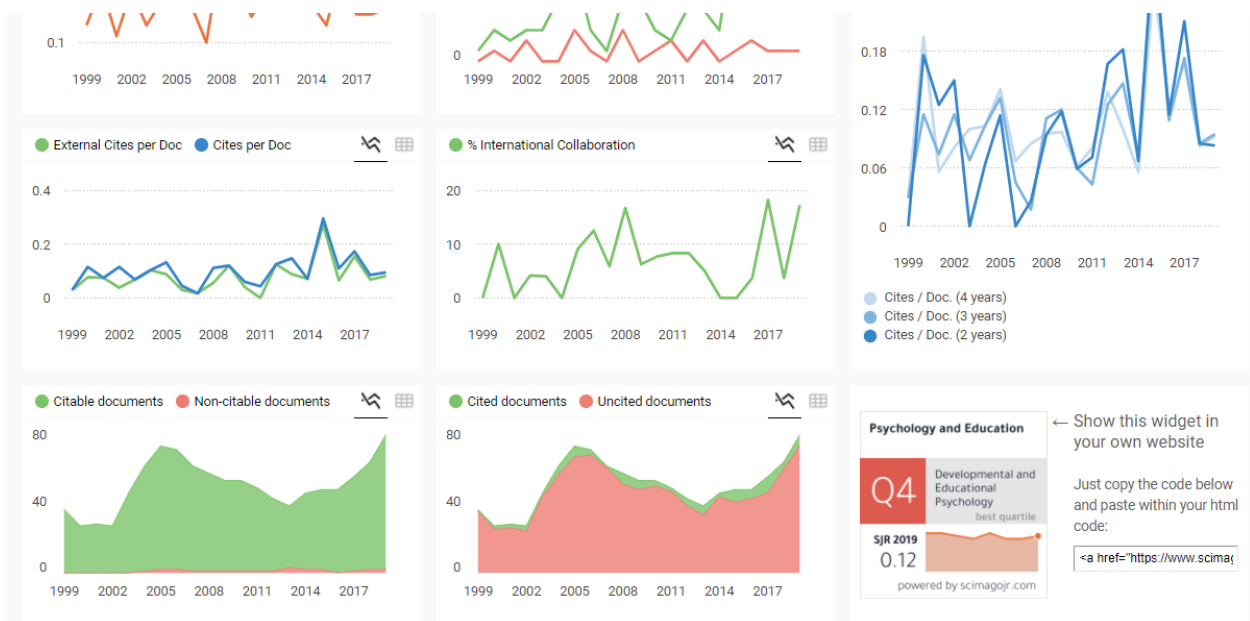 0.1
1999 2002 2005 2008 2011 2014 2017
0
1999 2002 2005 2008 2011 2014 2017
0.18
0.12
0.06
0
1999 2002 2005 2008 2011 2014 2017
Cites / Doc. (4 years)
Cites / Doc. (3 years)
Cites / Doc. (2 years)
External Cites per Doc Cites per Doc
0.4
0.2
0
1999 2002 2005 2008 2011 2014 2017
% International Collaboration
20
10
0
1999 2002 2005 2008 2011 2014 2017
Citable documents Non-citable documents
80
40
0
1999 2002 2005 2008 2011 2014 2017
Cited documents Uncited documents
80
40
0
1999 2002 2005 2008 2011 2014 2017
Psychology and Education
Q4
Developmental and
Educational
Psychology
best quartile
SJR 2019
0.12
powered by scimagojr.com
← Show this widget in
your own website
Just copy the code below
and paste within your html
code:
<a href="https://www.scimag